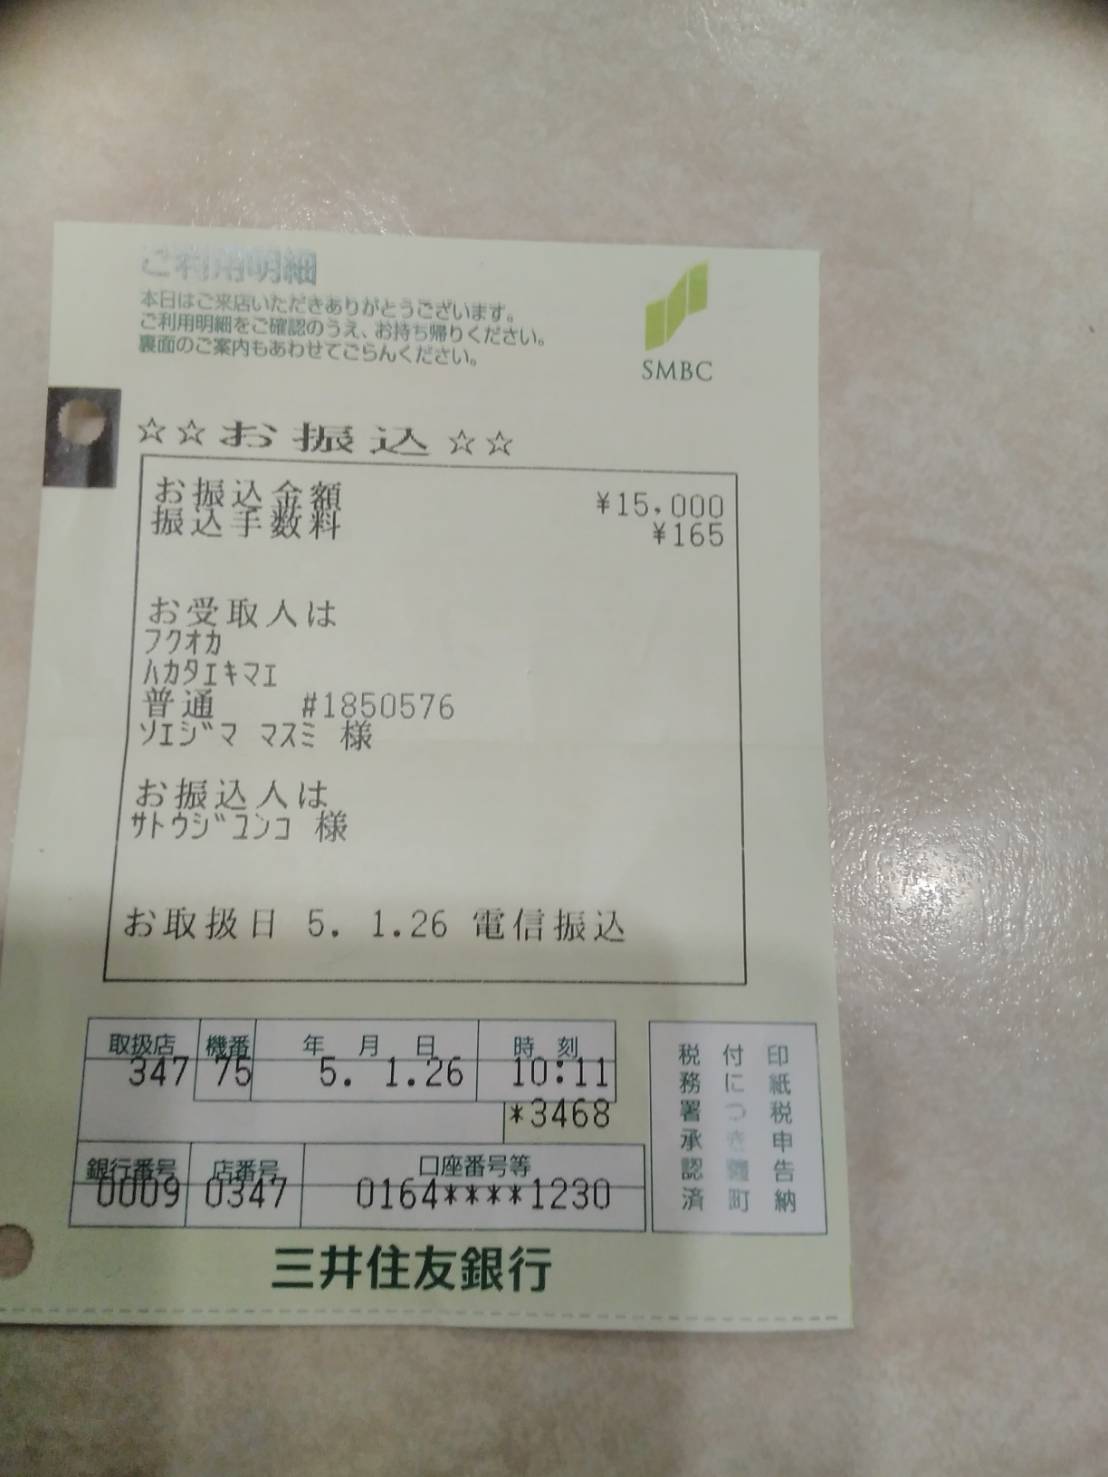 ご利用明細
本日はご来店いただきありがとうございます。
ご利用明細をご確認のうえ、お持ち帰りください。
裏面のご案内もあわせてごらんください。
SMBC
☆☆お振込☆☆
お振込金額 ¥15,000
振込手数料 ¥165
お受取人は
フクオカ
ハカタエキマエ
普通 #1850576
ソエジマ マスミ 様
お振込人は
サトウジユンコ 様
お取扱日 5. 1.26 電信振込
取扱店 機番 年 月 日 時刻
347 75 5. 1.26 10:11
*3468
銀行番号 店番号 口座番号等
0009 0347 0164****1230
印紙税申告納
付につき麹町
税務署承認済
三井住友銀行